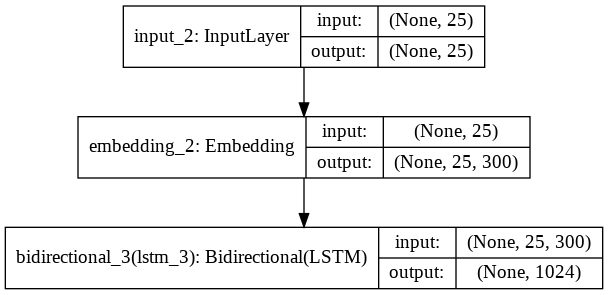 input_2: InputLayer
input: (None, 25)
output: (None, 25)
embedding_2: Embedding
input: (None, 25)
output: (None, 25, 300)
bidirectional_3(lstm_3): Bidirectional(LSTM)
input: (None, 25, 300)
output: (None, 1024)